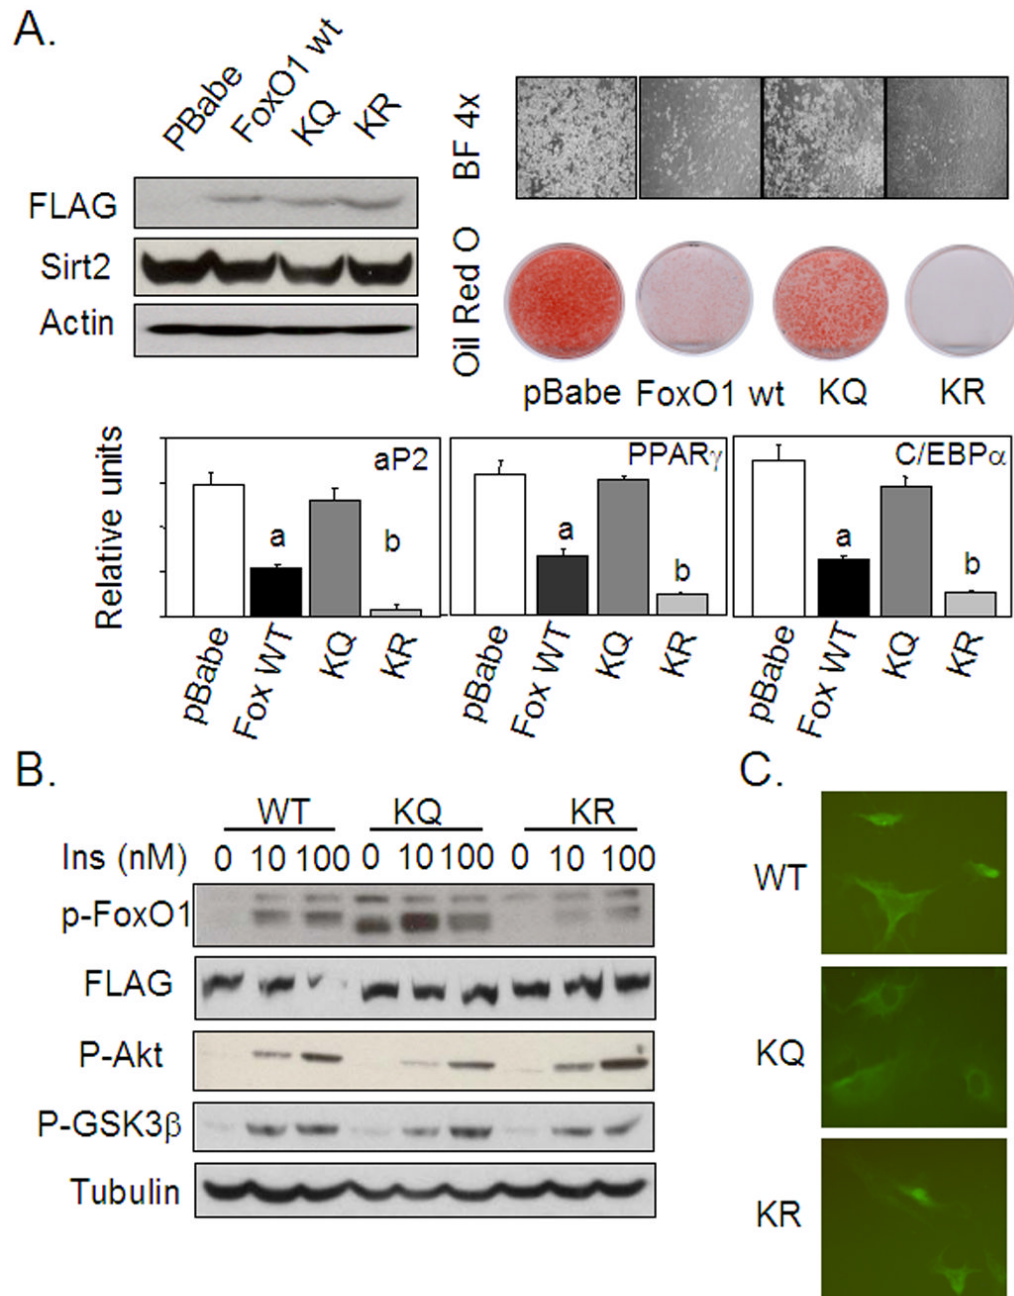 A.
PBabe FoxO1 wt KQ KR
FLAG
Sirt2
Actin
BF 4x
Oil Red O
pBabe FoxO1 wt KQ KR
Relative units
aP2
a
b
pBabe Fox WT KQ KR
PPARγ
a
b
pBabe Fox WT KQ KR
C/EBPα
a
b
pBabe Fox WT KQ KR
B.
WT KQ KR
Ins (nM) 0 10 100 0 10 100 0 10 100
p-FoxO1
FLAG
P-Akt
P-GSK3β
Tubulin
C.
WT
KQ
KR